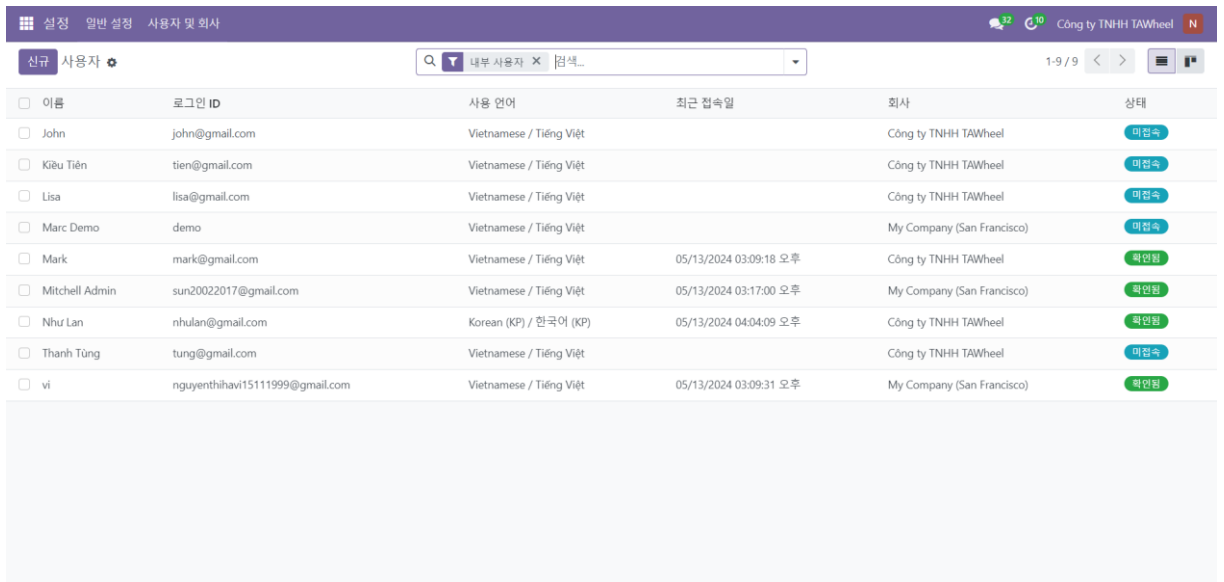 설정 일반 설정 사용자 및 회사 32 10 Công ty TNHH TAWheel N
신규 사용자 내부 사용자 × 검색... 1-9 / 9
이름 로그인 ID 사용 언어 최근 접속일 회사 상태
John john@gmail.com Vietnamese / Tiếng Việt Công ty TNHH TAWheel 미접속
Kiều Tiên tien@gmail.com Vietnamese / Tiếng Việt Công ty TNHH TAWheel 미접속
Lisa lisa@gmail.com Vietnamese / Tiếng Việt Công ty TNHH TAWheel 미접속
Marc Demo demo Vietnamese / Tiếng Việt My Company (San Francisco) 미접속
Mark mark@gmail.com Vietnamese / Tiếng Việt 05/13/2024 03:09:18 오후 Công ty TNHH TAWheel 확인됨
Mitchell Admin sun20022017@gmail.com Vietnamese / Tiếng Việt 05/13/2024 03:17:00 오후 My Company (San Francisco) 확인됨
Như Lan nhulan@gmail.com Korean (KP) / 한국어 (KP) 05/13/2024 04:04:09 오후 Công ty TNHH TAWheel 확인됨
Thanh Tùng tung@gmail.com Vietnamese / Tiếng Việt Công ty TNHH TAWheel 미접속
vi nguyenthihavi15111999@gmail.com Vietnamese / Tiếng Việt 05/13/2024 03:09:31 오후 My Company (San Francisco) 확인됨